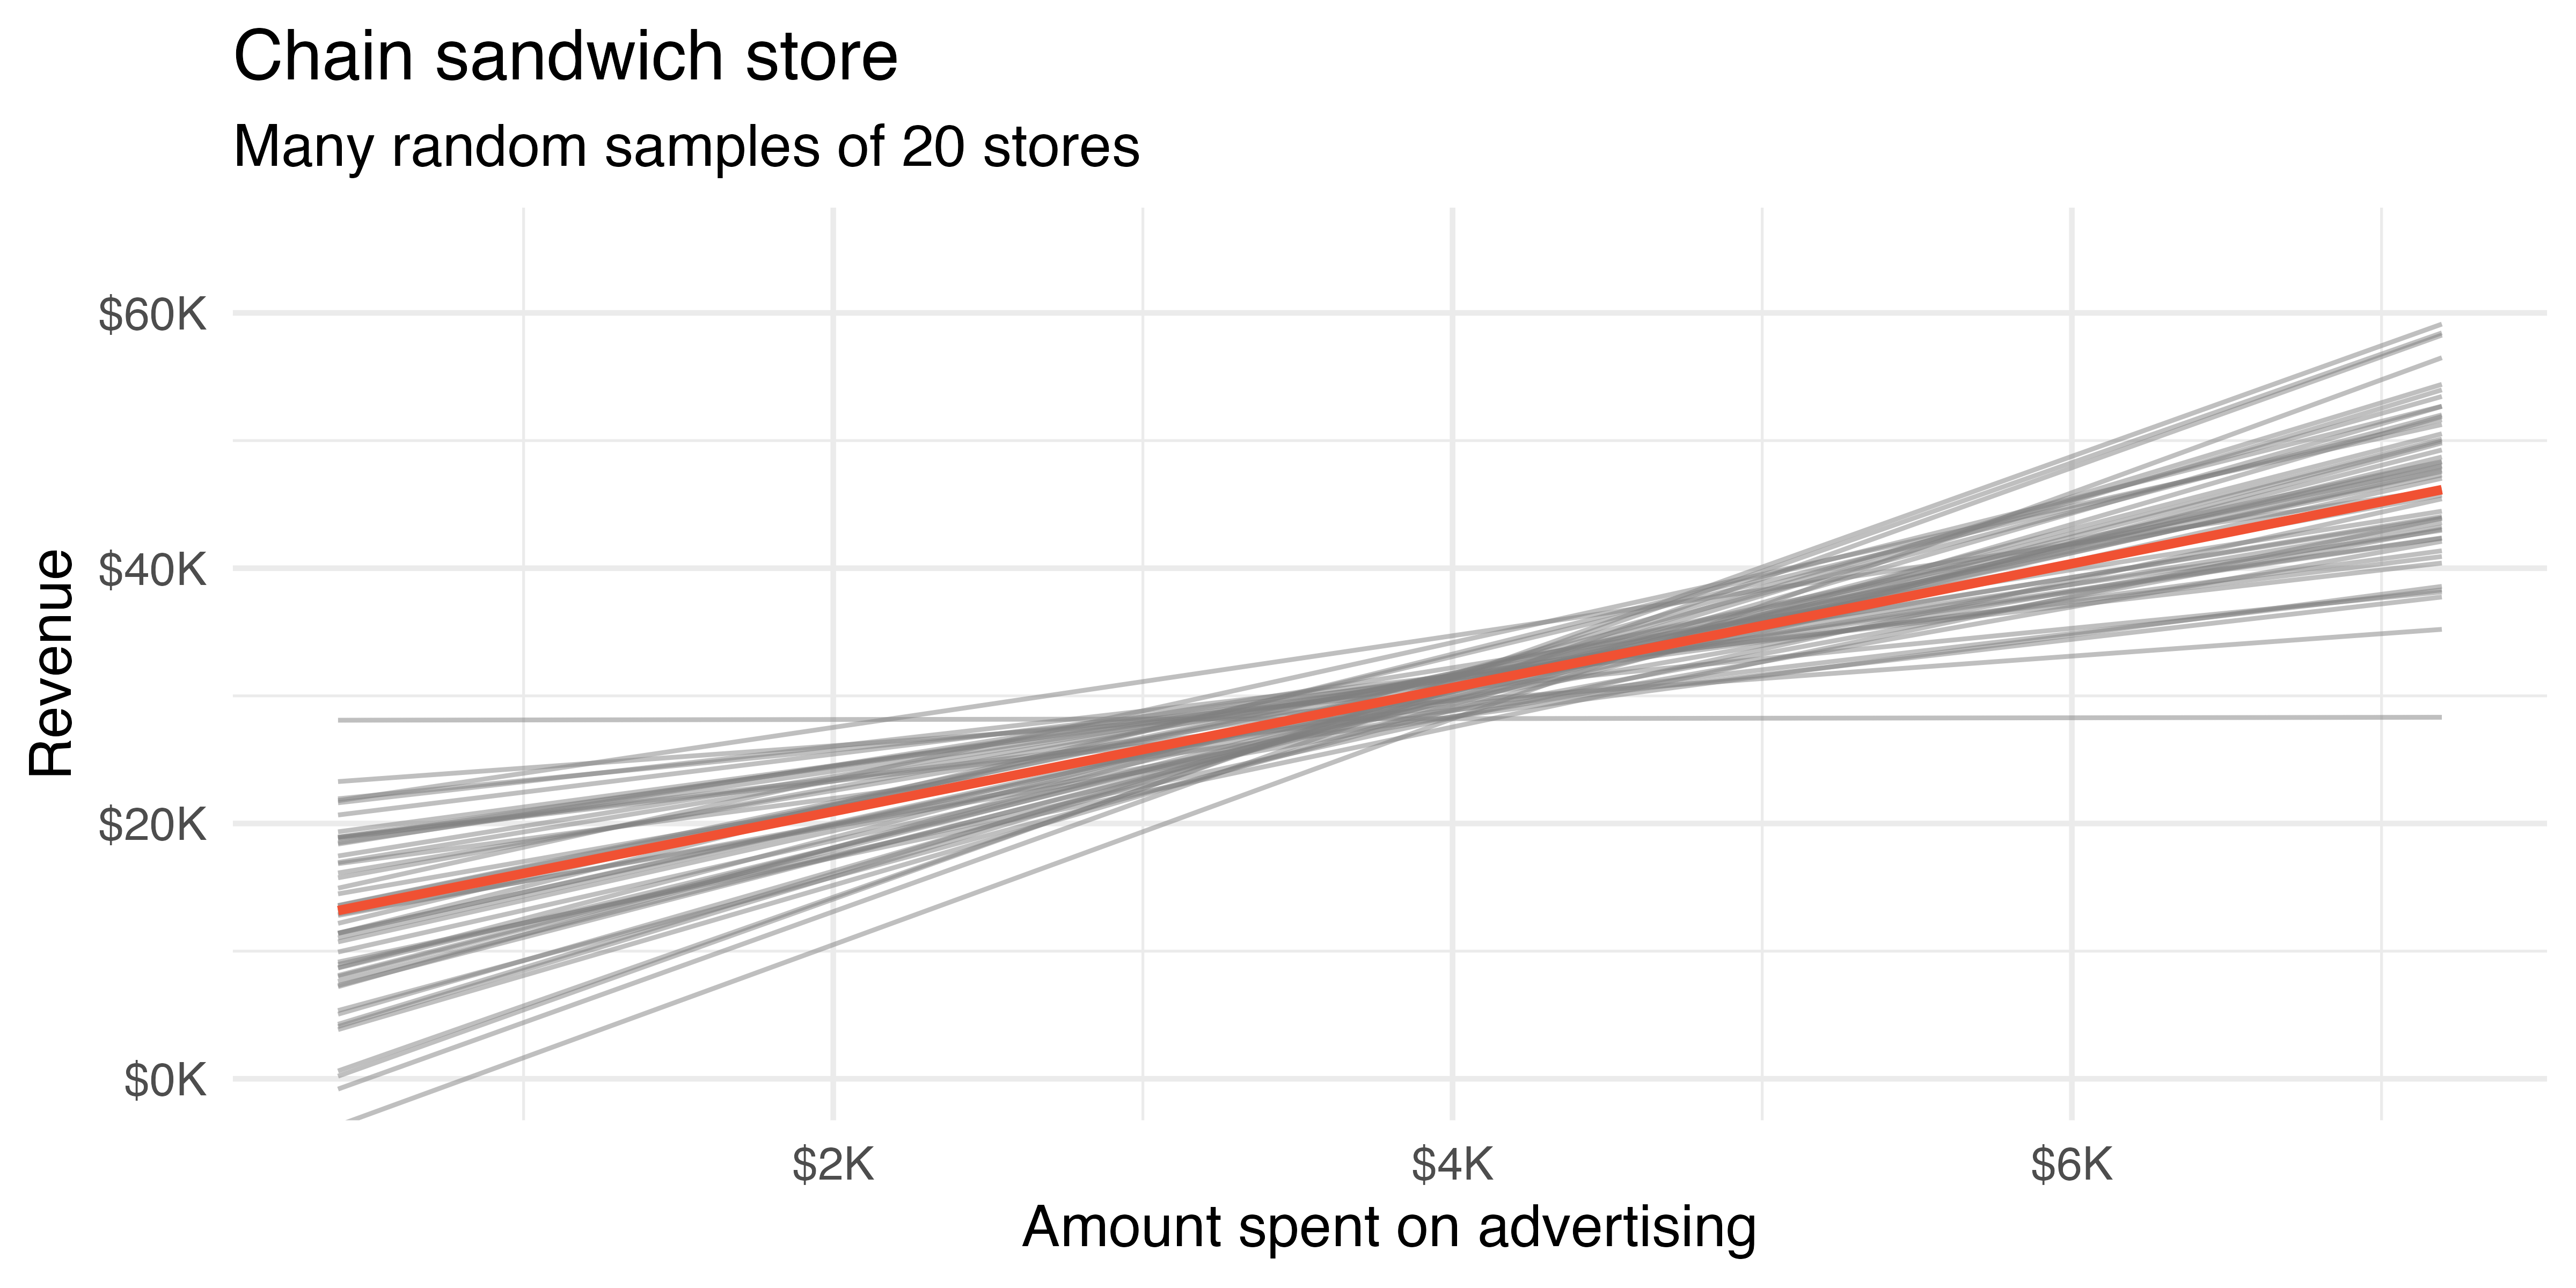 Chain sandwich store
Many random samples of 20 stores
$60K
$40K
$20K
$0K
Revenue
$2K $4K $6K
Amount spent on advertising